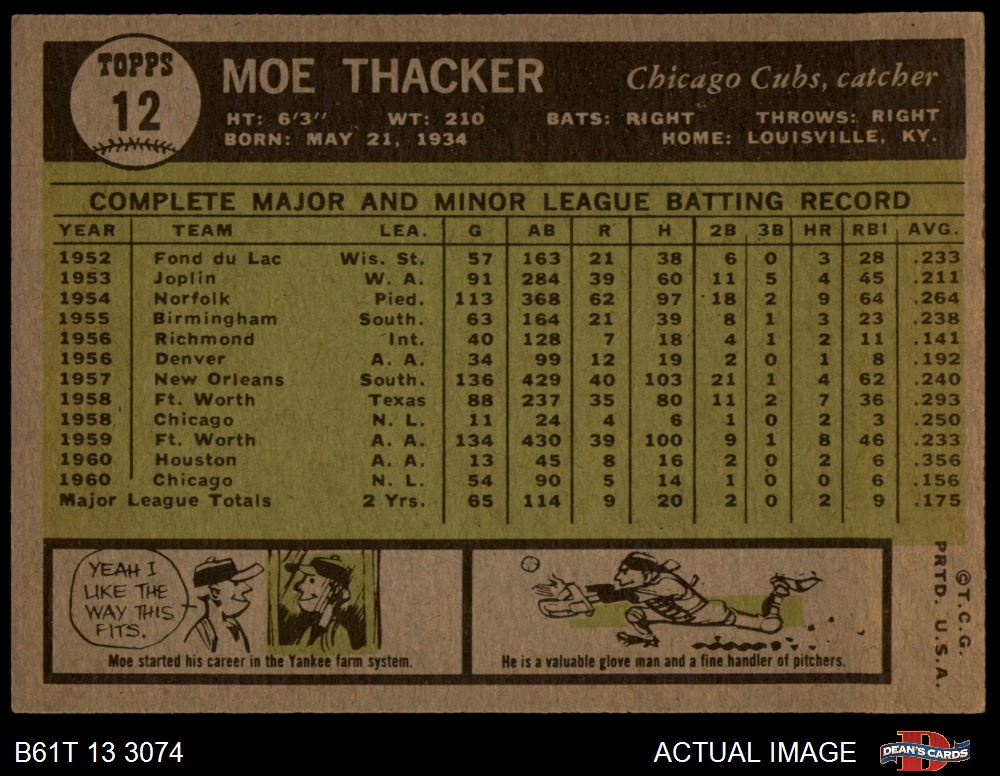 TOPPS
12
MOE THACKER
Chicago Cubs, catcher
HT: 6'3" WT: 210 BATS: RIGHT THROWS: RIGHT
BORN: MAY 21, 1934 HOME: LOUISVILLE, KY.
COMPLETE MAJOR AND MINOR LEAGUE BATTING RECORD
YEAR TEAM LEA. G AB R H 2B 3B HR RBI AVG.
1952 Fond du Lac Wis. St. 57 163 21 38 6 0 3 28 .233
1953 Joplin W. A. 91 284 39 60 11 5 4 45 .211
1954 Norfolk Pied. 113 368 62 97 18 2 9 64 .264
1955 Birmingham South. 63 164 21 39 8 1 3 23 .238
1956 Richmond Int. 40 128 7 18 4 1 2 11 .141
1956 Denver A. A. 34 99 12 19 2 0 1 8 .192
1957 New Orleans South. 136 429 40 103 21 1 4 62 .240
1958 Ft. Worth Texas 88 237 35 80 11 2 7 36 .293
1958 Chicago N. L. 11 24 4 6 1 0 2 3 .250
1959 Ft. Worth A. A. 134 430 39 100 9 1 8 46 .233
1960 Houston A. A. 13 45 8 16 2 0 2 6 .356
1960 Chicago N. L. 54 90 5 14 1 0 0 6 .156
Major League Totals 2 Yrs. 65 114 9 20 2 0 2 9 .175
YEAH I
LIKE THE
WAY THIS
FITS.
Moe started his career in the Yankee farm system.
He is a valuable glove man and a fine handler of pitchers.
© T. C. G.
PRTD. U. S. A.
B61T 13 3074
ACTUAL IMAGE
D
DEAN'S CARDS